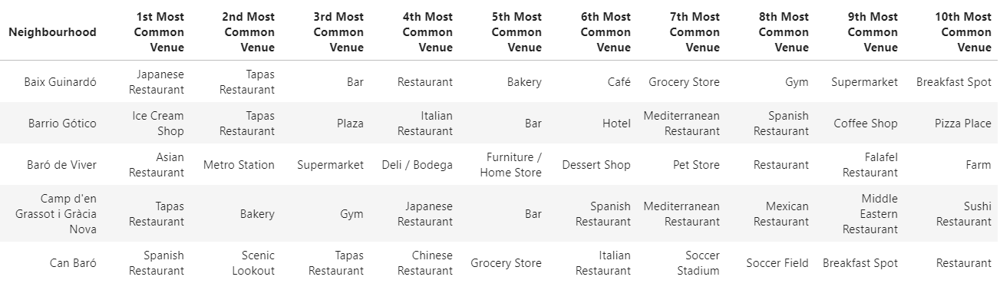 Neighbourhood 1st Most Common Venue 2nd Most Common Venue 3rd Most Common Venue 4th Most Common Venue 5th Most Common Venue 6th Most Common Venue 7th Most Common Venue 8th Most Common Venue 9th Most Common Venue 10th Most Common Venue
Baix Guinardó Japanese Restaurant Tapas Restaurant Bar Restaurant Bakery Café Grocery Store Gym Supermarket Breakfast Spot
Barrio Gótico Ice Cream Shop Tapas Restaurant Plaza Italian Restaurant Bar Hotel Mediterranean Restaurant Spanish Restaurant Coffee Shop Pizza Place
Baró de Viver Asian Restaurant Metro Station Supermarket Deli / Bodega Furniture / Home Store Dessert Shop Pet Store Restaurant Falafel Restaurant Farm
Camp d'en Grassot i Gràcia Nova Tapas Restaurant Bakery Gym Japanese Restaurant Bar Spanish Restaurant Mediterranean Restaurant Mexican Restaurant Middle Eastern Restaurant Sushi Restaurant
Can Baró Spanish Restaurant Scenic Lookout Tapas Restaurant Chinese Restaurant Grocery Store Italian Restaurant Soccer Stadium Soccer Field Breakfast Spot Restaurant